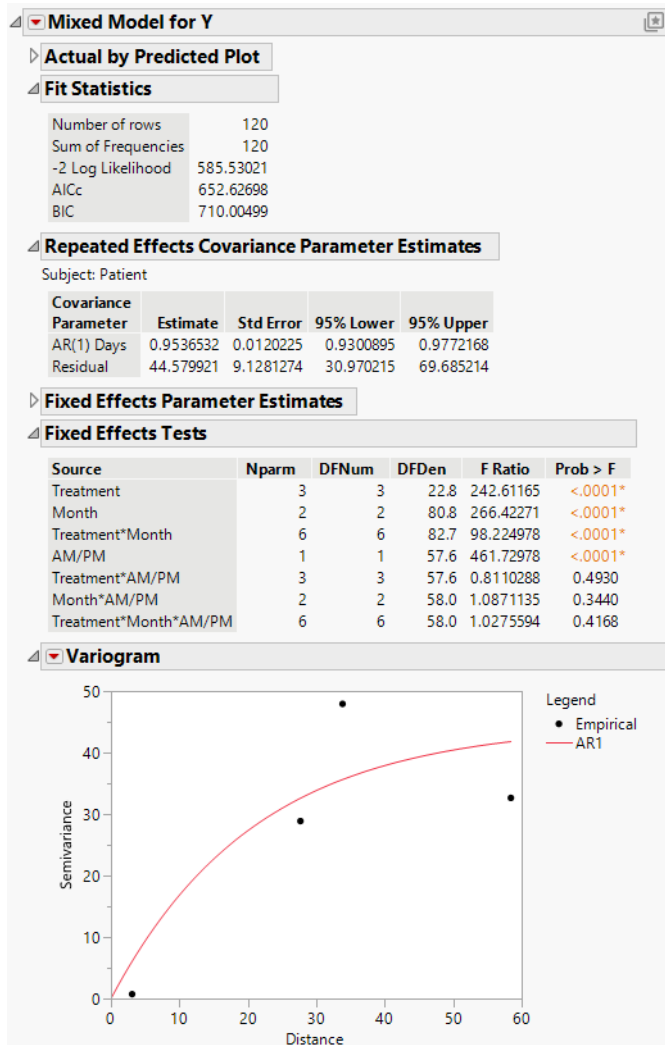 Mixed Model for Y
Actual by Predicted Plot
Fit Statistics
Number of rows 120
Sum of Frequencies 120
-2 Log Likelihood 585.53021
AICc 652.62698
BIC 710.00499
Repeated Effects Covariance Parameter Estimates
Subject: Patient
Covariance
Parameter Estimate Std Error 95% Lower 95% Upper
AR(1) Days 0.9536532 0.0120225 0.9300895 0.9772168
Residual 44.579921 9.1281274 30.970215 69.685214
Fixed Effects Parameter Estimates
Fixed Effects Tests
Source Nparm DFNum DFDen F Ratio Prob > F
Treatment 3 3 22.8 242.61165 <.0001*
Month 2 2 80.8 266.42271 <.0001*
Treatment*Month 6 6 82.7 98.224978 <.0001*
AM/PM 1 1 57.6 461.72978 <.0001*
Treatment*AM/PM 3 3 57.6 0.8110288 0.4930
Month*AM/PM 2 2 58.0 1.0871135 0.3440
Treatment*Month*AM/PM 6 6 58.0 1.0275594 0.4168
Variogram
50
40
30
20
10
0
Semivariance
0 10 20 30 40 50 60
Distance
Legend
Empirical
AR1